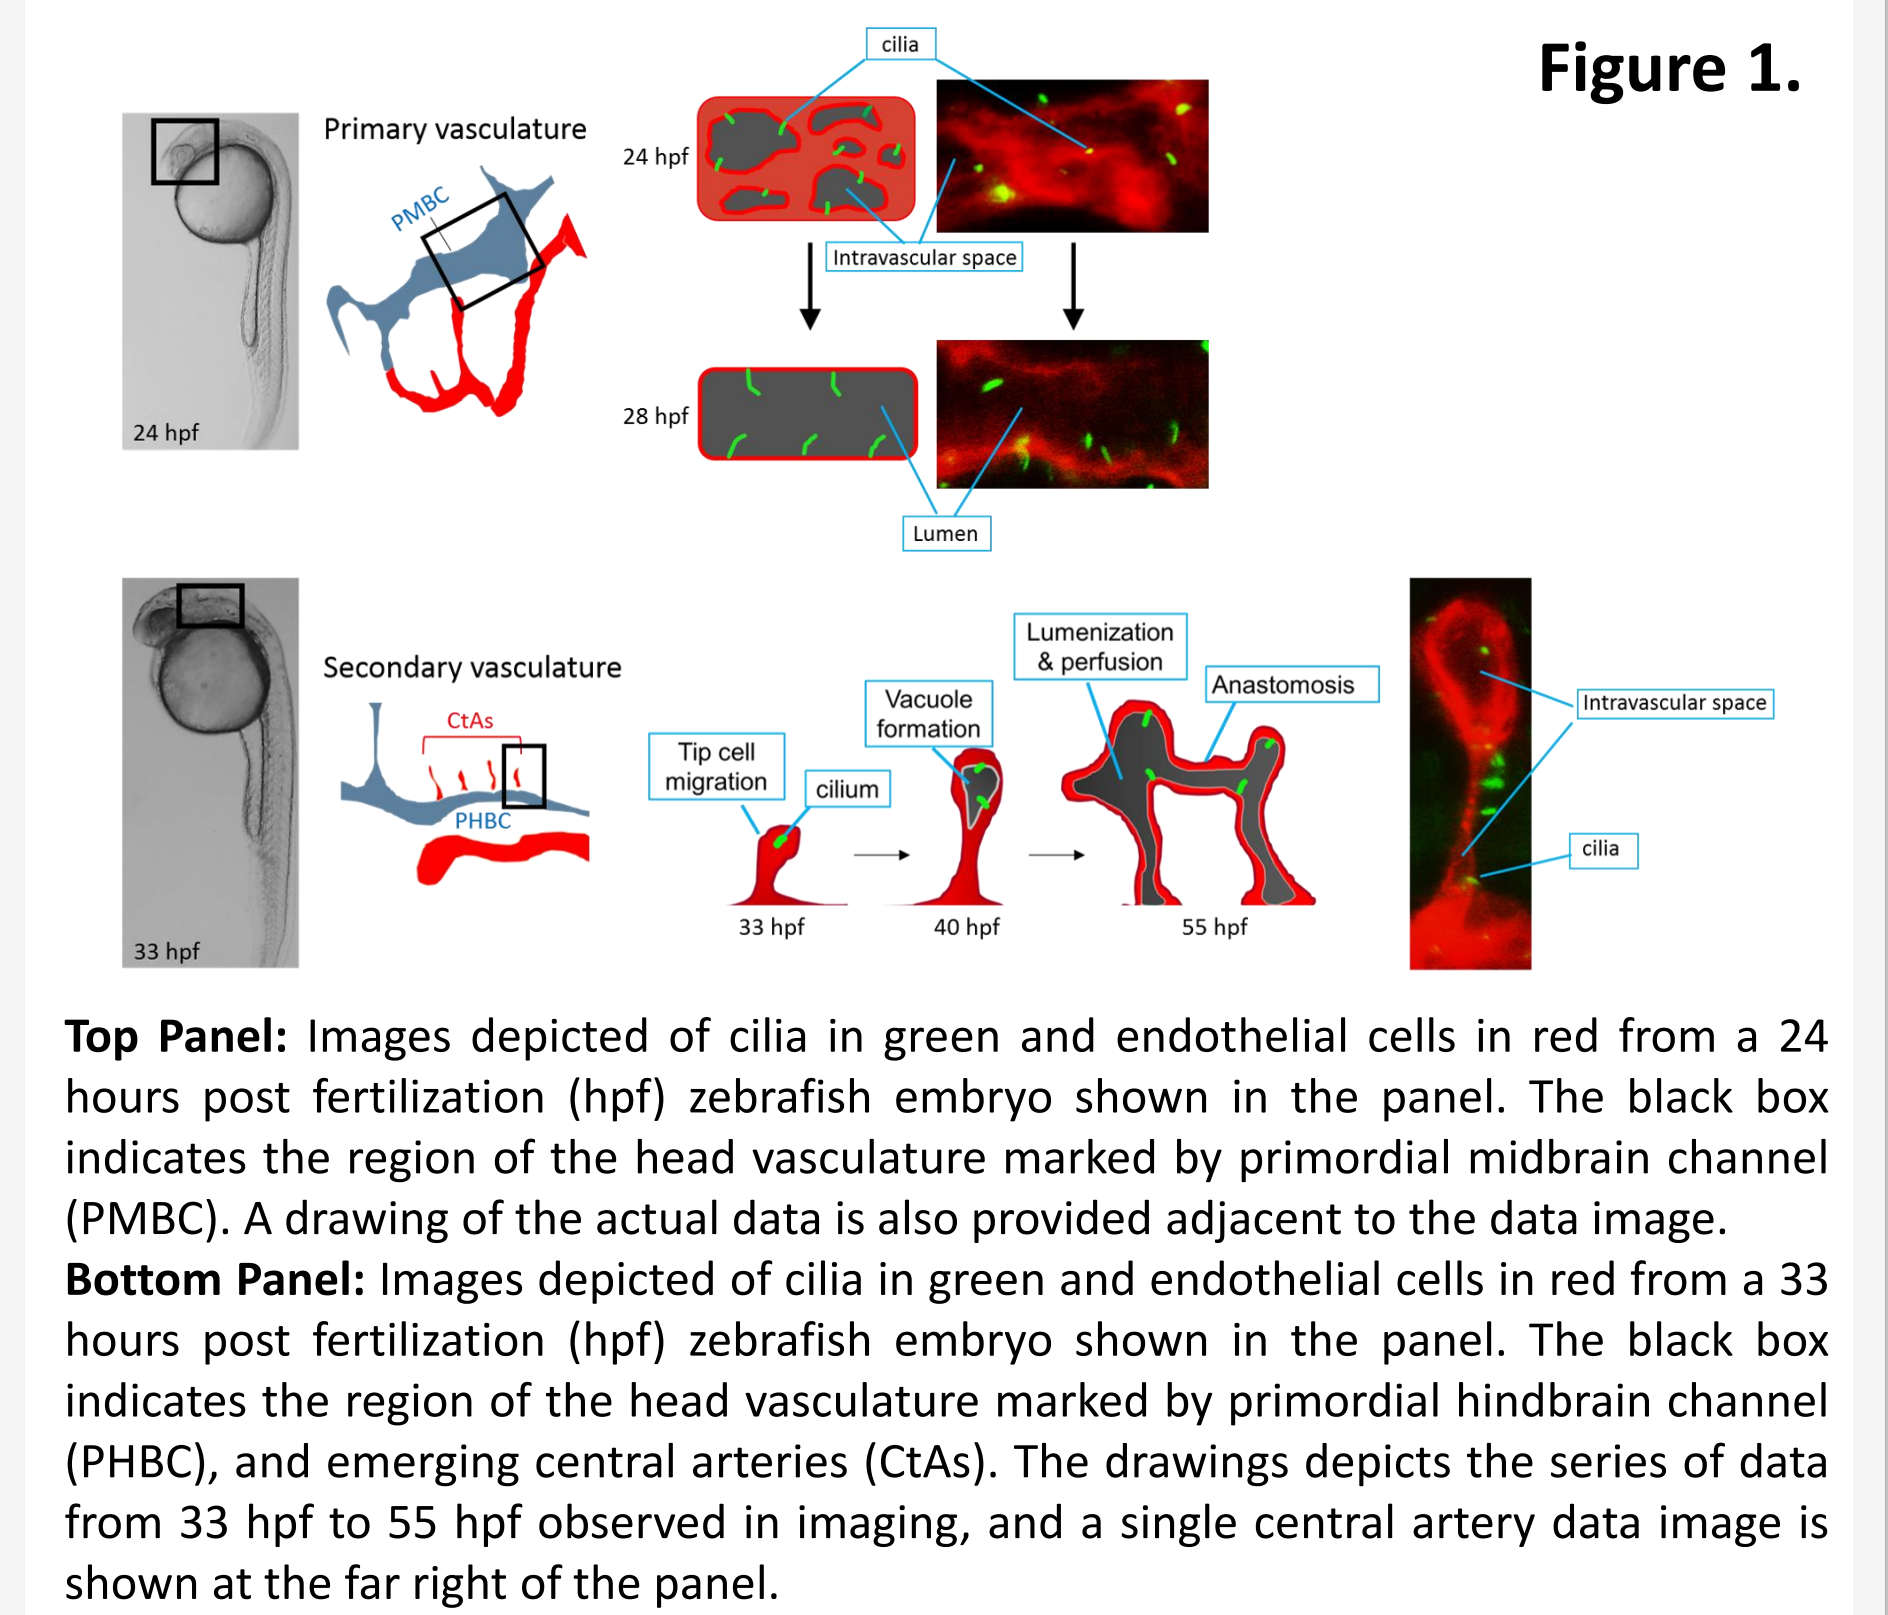 Figure 1.
cilia
Primary vasculature
PMBC
24 hpf
24 hpf
Intravascular space
28 hpf
Lumen
Secondary vasculature
CtAs
PHBC
33 hpf
Tip cell
migration
cilium
Vacuole
formation
Lumenization
& perfusion
Anastomosis
33 hpf
40 hpf
55 hpf
Intravascular space
cilia
Top Panel: Images depicted of cilia in green and endothelial cells in red from a 24
hours post fertilization (hpf) zebrafish embryo shown in the panel. The black box
indicates the region of the head vasculature marked by primordial midbrain channel
(PMBC). A drawing of the actual data is also provided adjacent to the data image.
Bottom Panel: Images depicted of cilia in green and endothelial cells in red from a 33
hours post fertilization (hpf) zebrafish embryo shown in the panel. The black box
indicates the region of the head vasculature marked by primordial hindbrain channel
(PHBC), and emerging central arteries (CtAs). The drawings depicts the series of data
from 33 hpf to 55 hpf observed in imaging, and a single central artery data image is
shown at the far right of the panel.